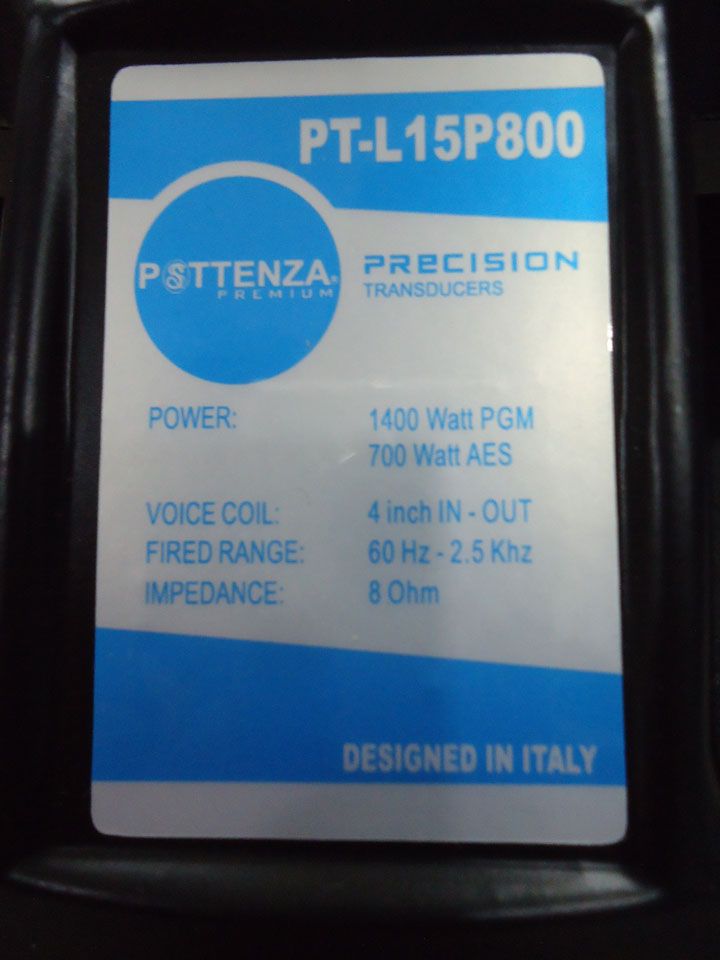 PT-L15P800
POTTENZA®
PREMIUM
PRECISION
TRANSDUCERS
POWER: 1400 Watt PGM
700 Watt AES
VOICE COIL: 4 inch IN - OUT
FIRED RANGE: 60 Hz - 2.5 Khz
IMPEDANCE: 8 Ohm
DESIGNED IN ITALY